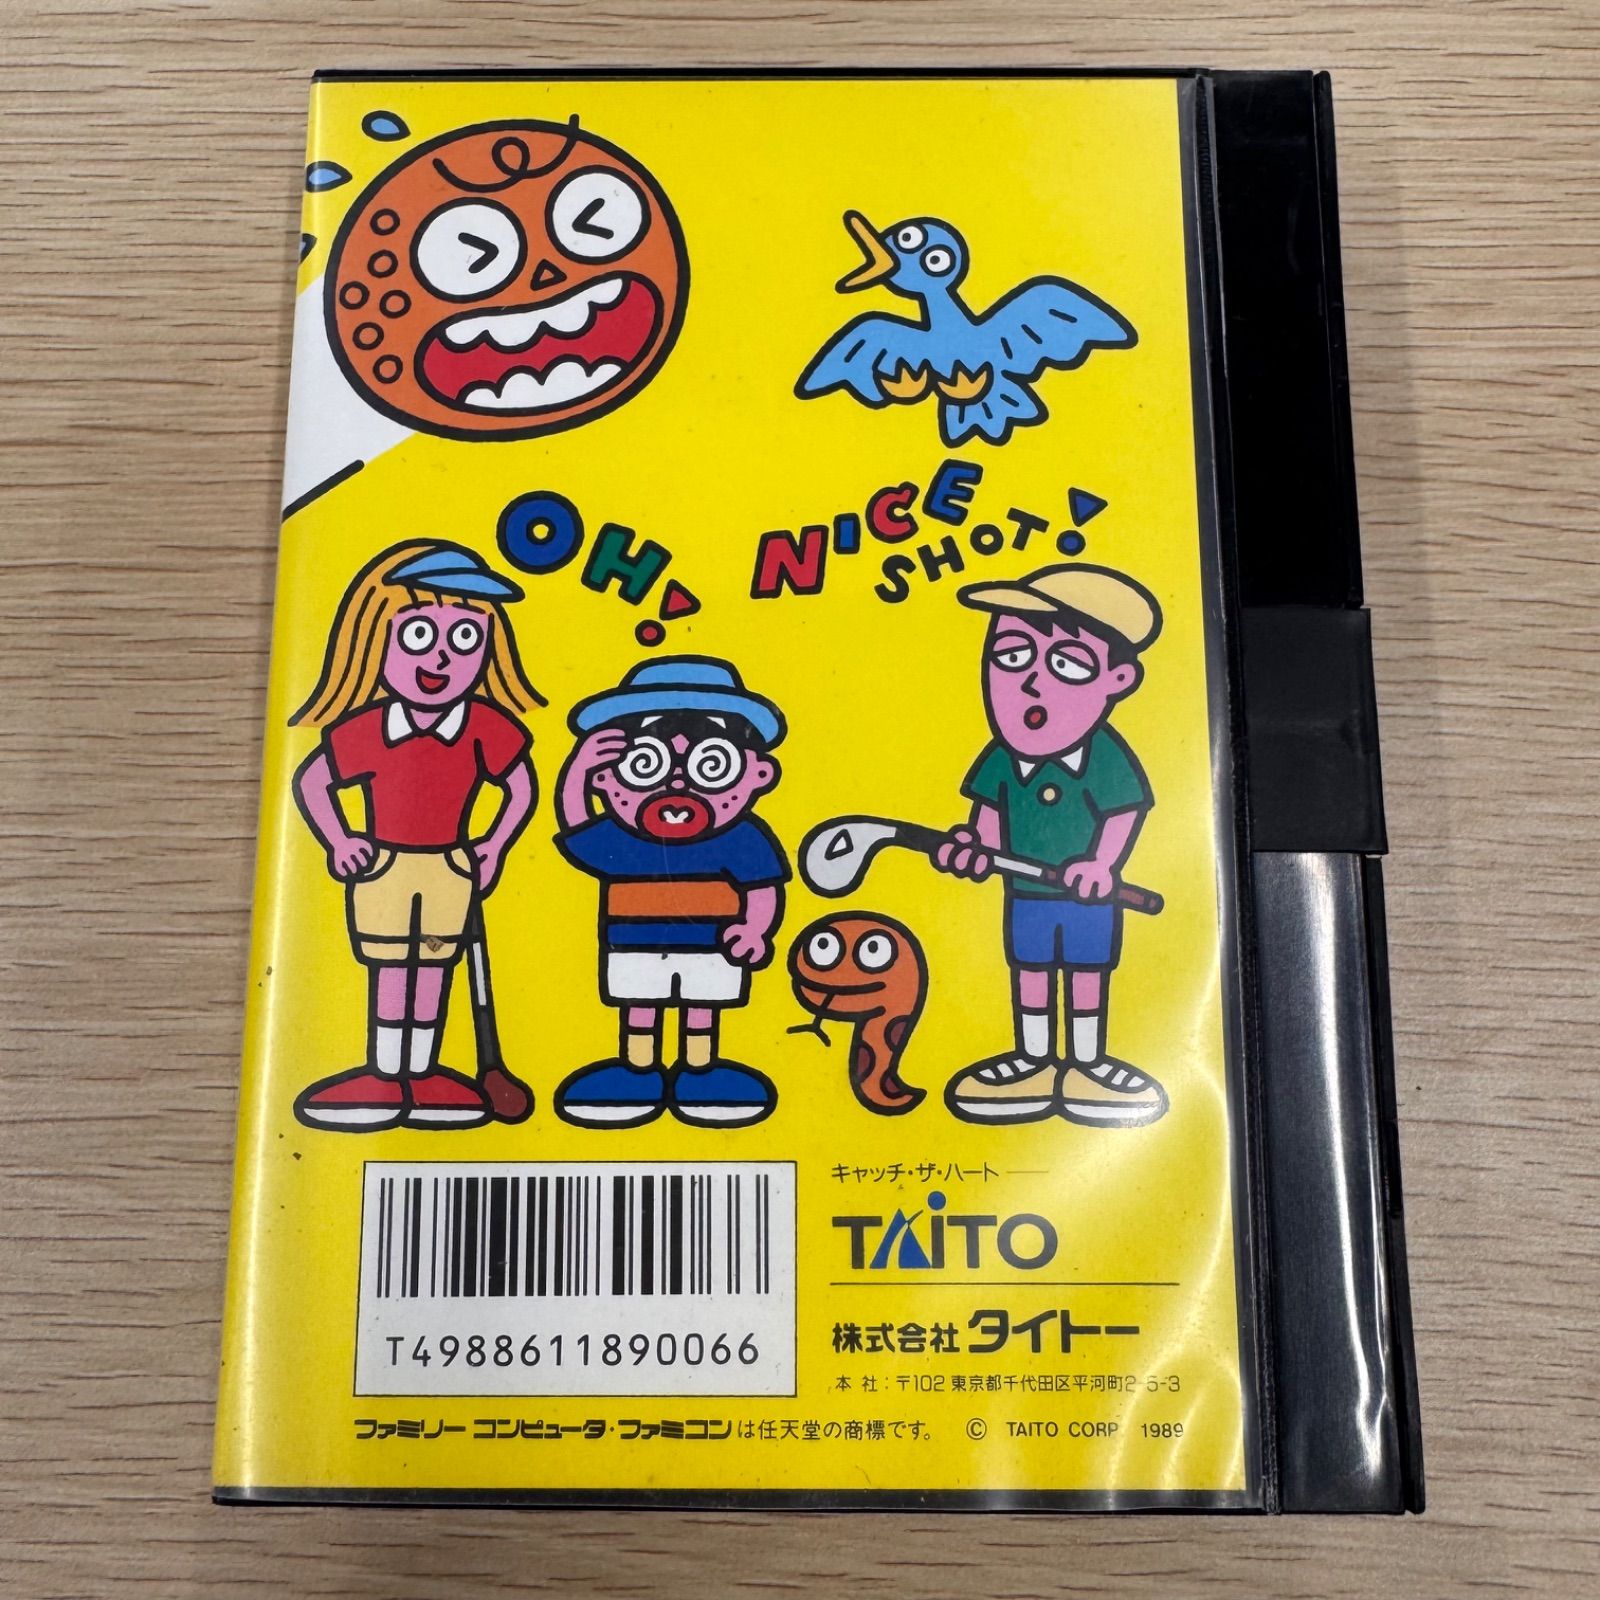 OH!
NICE
SHOT!
キャッチ・ザ・ハート
TAITO
株式会社 タイトー
本 社 : 〒102 東京都千代田区平河町2-5-3
T4988611890066
ファミリー コンピュータ・ファミコン は任天堂の商標です。 © TAITO CORP. 1989